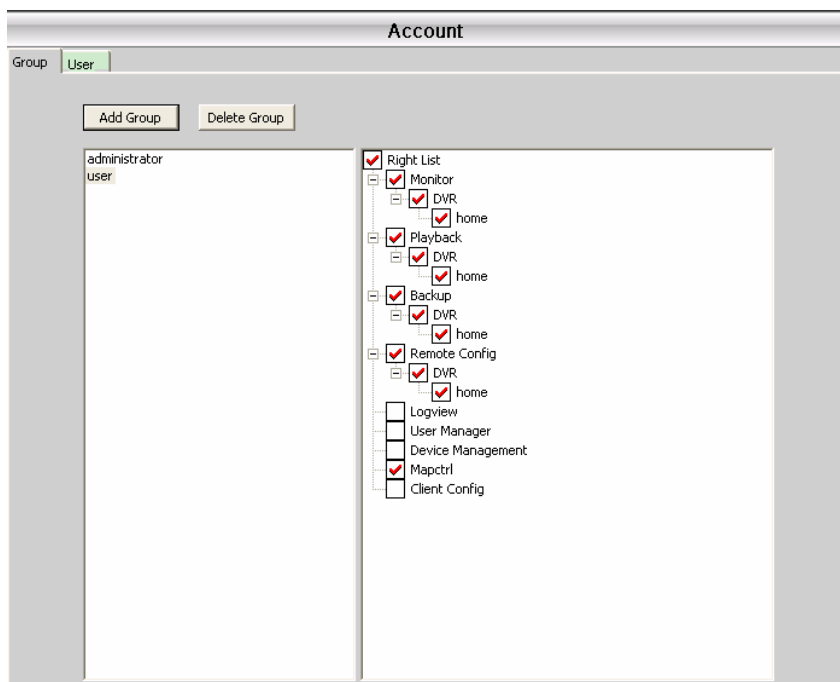 Account
Group User
Add Group Delete Group
administrator
user
Right List
Monitor
DVR
home
Playback
DVR
home
Backup
DVR
home
Remote Config
DVR
home
Logview
User Manager
Device Management
Mapctrl
Client Config